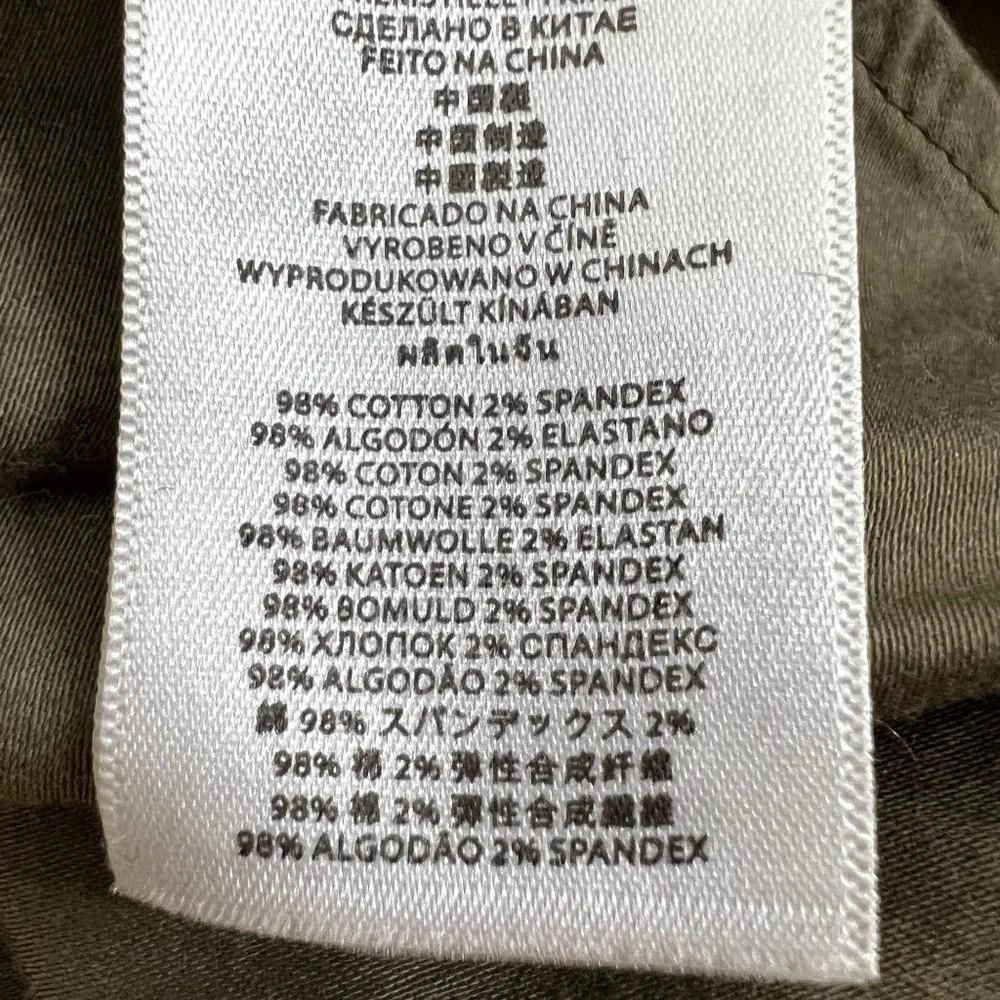 СДЕЛАНО В КИТАЕ
FEITO NA CHINA
中國製
中国制造
中國製造
FABRICADO NA CHINA
VYROBENO V ČÍNĚ
WYPRODUKOWANO W CHINACH
KÉSZÜLT KÍNÁBAN
ผลิตในจีน
98% COTTON 2% SPANDEX
98% ALGODÓN 2% ELASTANO
98% COTON 2% SPANDEX
98% COTONE 2% SPANDEX
98% BAUMWOLLE 2% ELASTAN
98% KATOEN 2% SPANDEX
98% BOMULD 2% SPANDEX
98% ХЛОПОК 2% СПАНДЕКС
98% ALGODÃO 2% SPANDEX
綿 98% スパンデックス 2%
98% 棉 2% 弹性合成纤维
98% 棉 2% 彈性合成纖維
98% ALGODÃO 2% SPANDEX